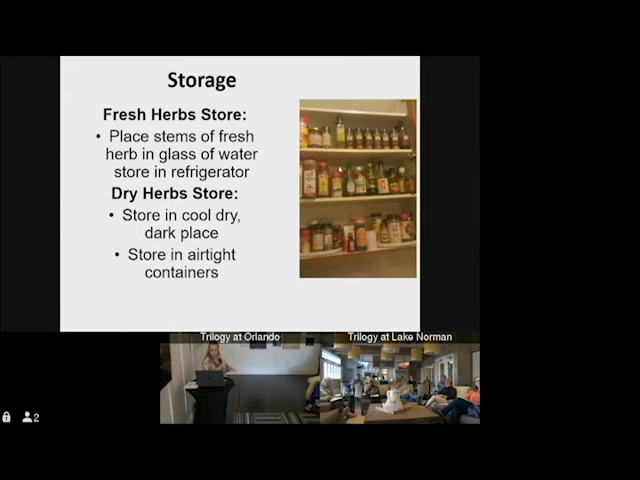 Storage
Fresh Herbs Store:
• Place stems of fresh
herb in glass of water
store in refrigerator
Dry Herbs Store:
• Store in cool dry,
dark place
• Store in airtight
containers
Trilogy at Orlando
Trilogy at Lake Norman
2